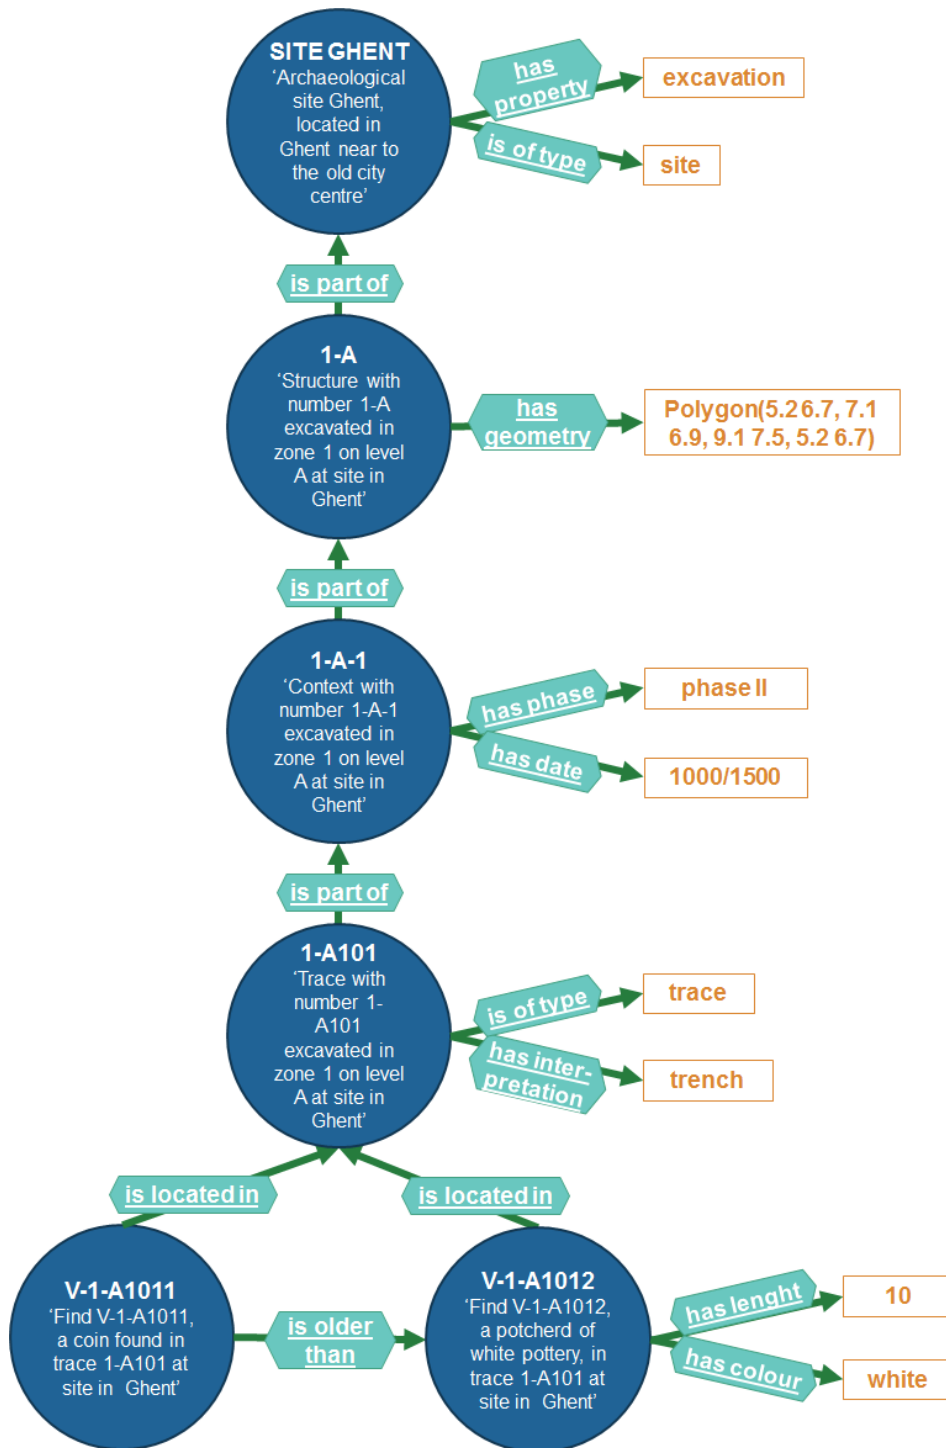 SITE GHENT
‘Archaeological
site Ghent,
located in
Ghent near to
the old city
centre’
has
property
excavation
is of type
site
is part of
1-A
‘Structure with
number 1-A
excavated in
zone 1 on level
A at site in
Ghent’
has
geometry
Polygon(5.2 6.7, 7.1
6.9, 9.1 7.5, 5.2 6.7)
is part of
1-A-1
‘Context with
number 1-A-1
excavated in
zone 1 on level
A at site in
Ghent’
has phase
phase II
has date
1000/1500
is part of
1-A101
‘Trace with
number 1-
A101
excavated in
zone 1 on level
A at site in
Ghent’
is of type
trace
has inter-
pretation
trench
is located in
is located in
V-1-A1011
‘Find V-1-A1011,
a coin found in
trace 1-A101 at
site in Ghent’
is older
than
V-1-A1012
‘Find V-1-A1012,
a potcherd of
white pottery, in
trace 1-A101 at
site in Ghent’
has lenght
10
has colour
white